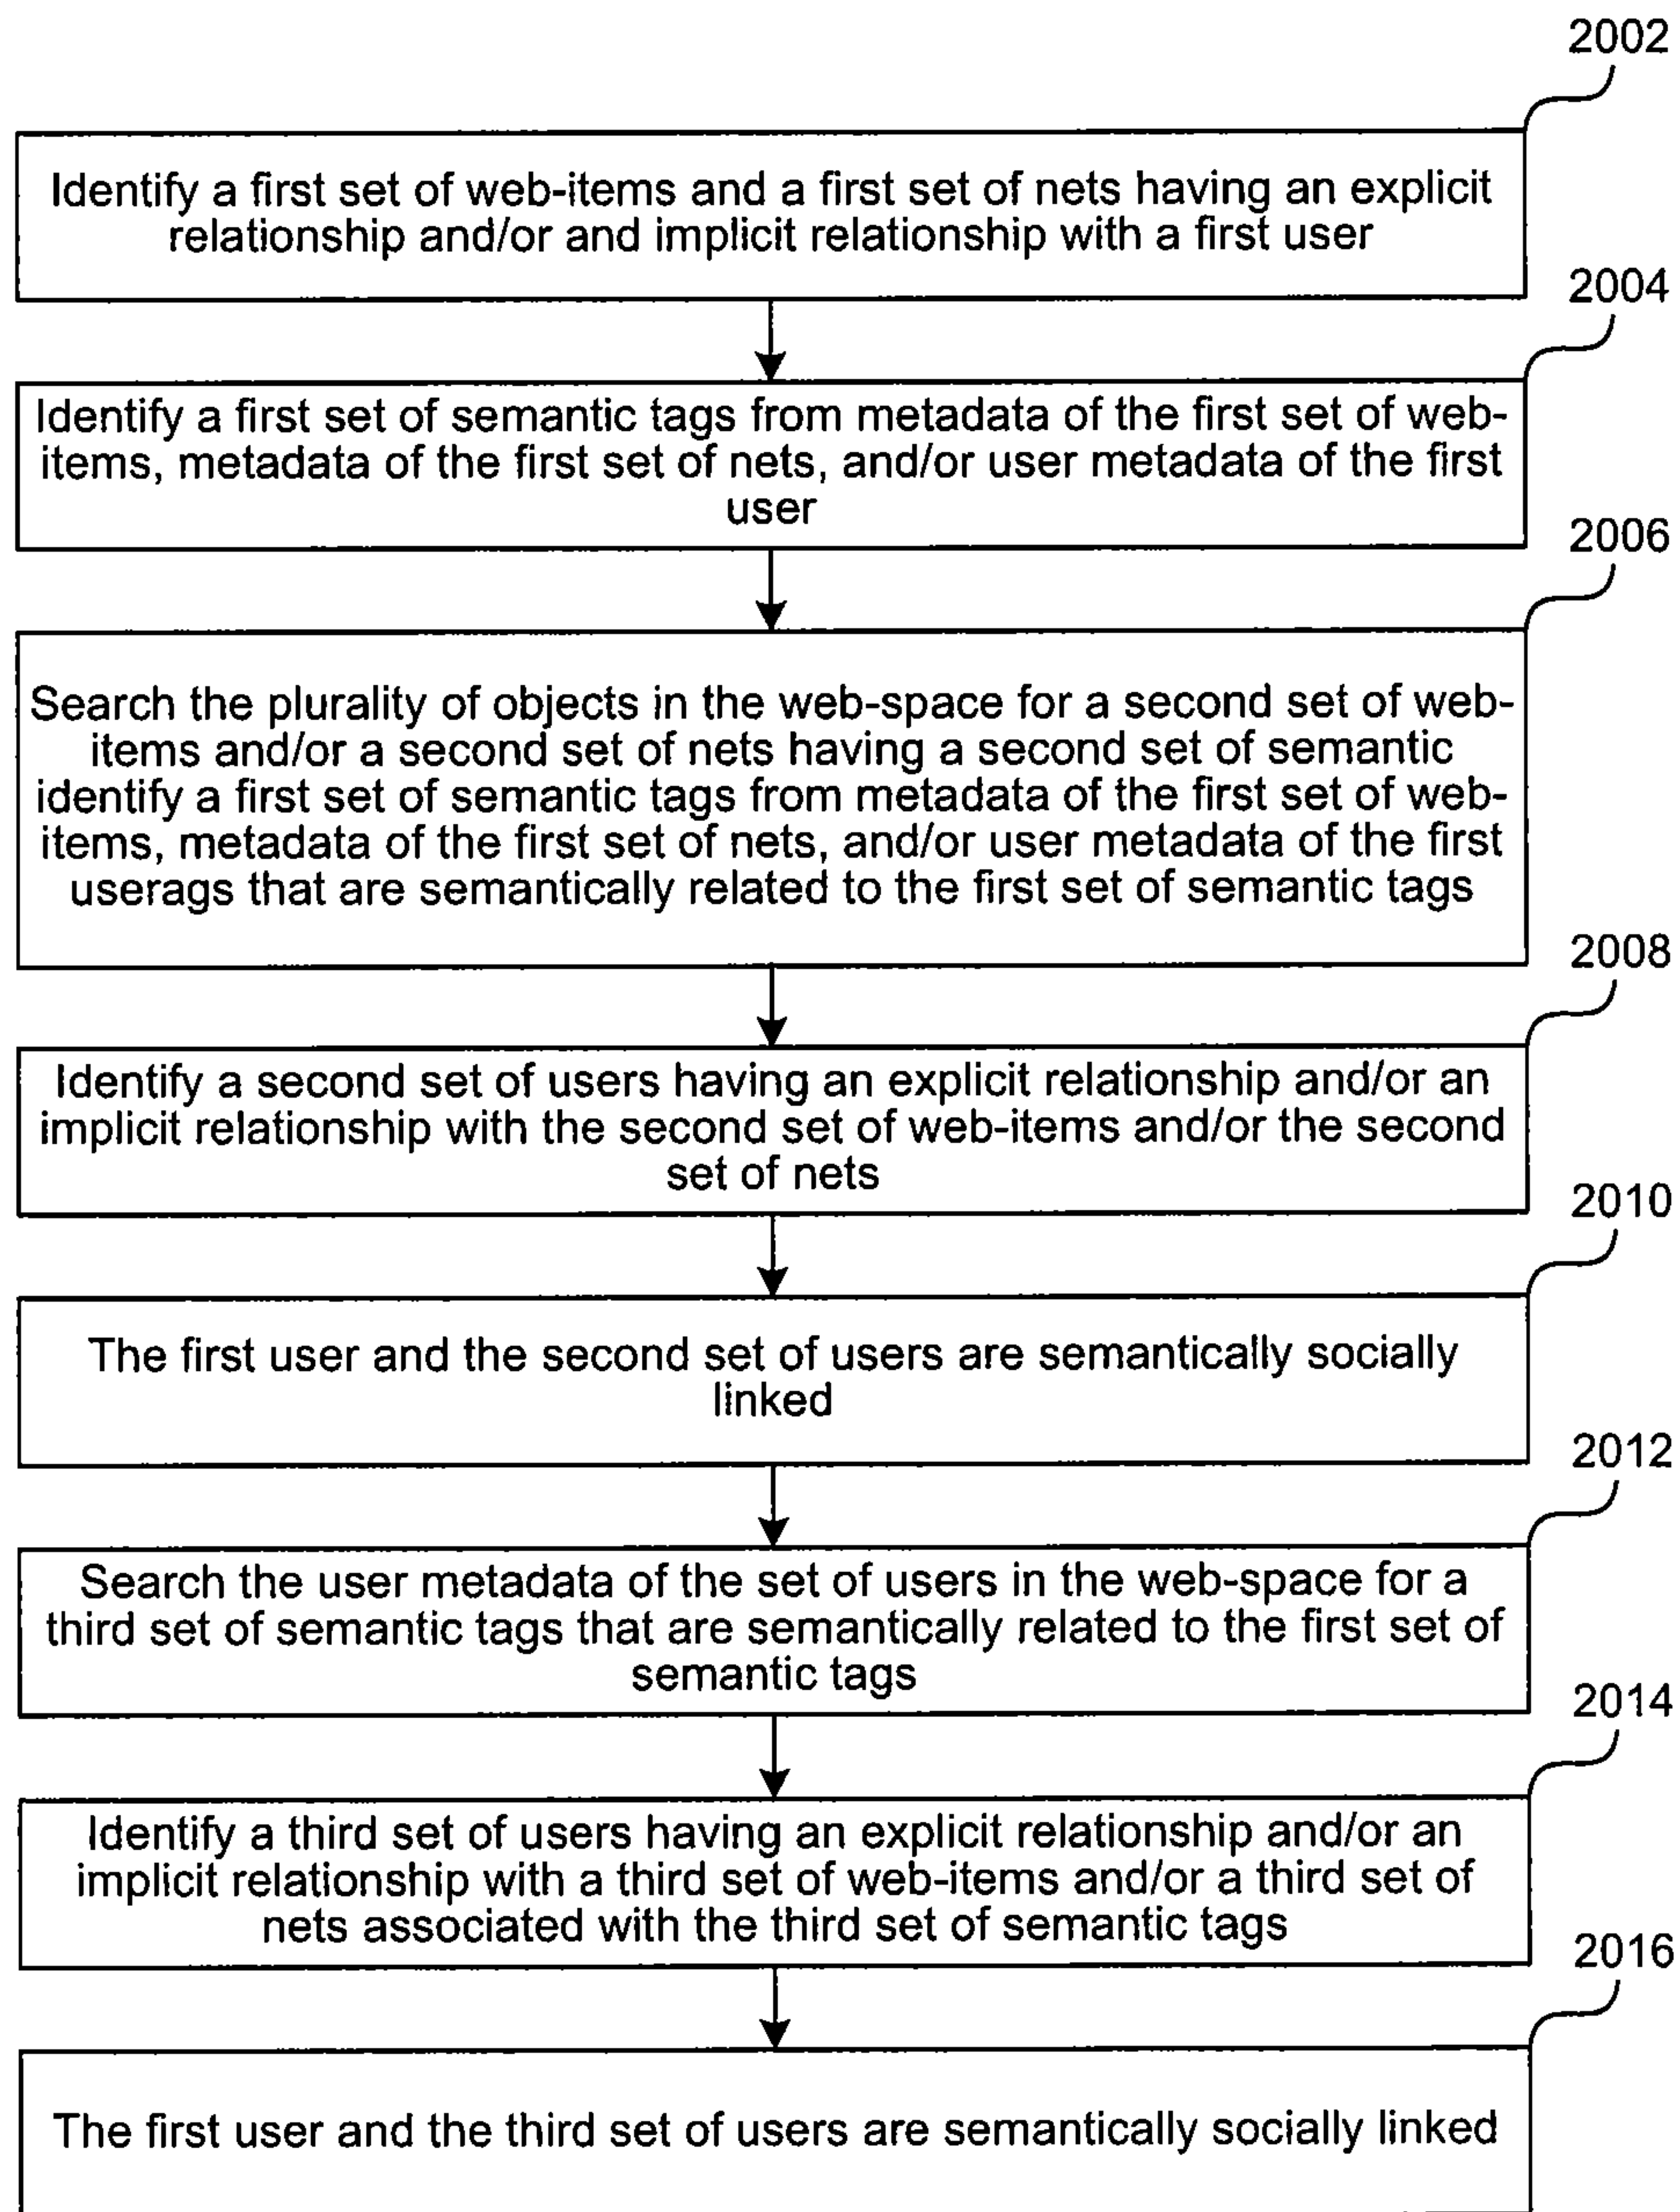 2002
Identify a first set of web-items and a first set of nets having an explicit
relationship and/or and implicit relationship with a first user
2004
Identify a first set of semantic tags from metadata of the first set of web-
items, metadata of the first set of nets, and/or user metadata of the first
user
2006
Search the plurality of objects in the web-space for a second set of web-
items and/or a second set of nets having a second set of semantic
identify a first set of semantic tags from metadata of the first set of web-
items, metadata of the first set of nets, and/or user metadata of the first
userags that are semantically related to the first set of semantic tags
2008
Identify a second set of users having an explicit relationship and/or an
implicit relationship with the second set of web-items and/or the second
set of nets
2010
The first user and the second set of users are semantically socially
linked
2012
Search the user metadata of the set of users in the web-space for a
third set of semantic tags that are semantically related to the first set of
semantic tags
2014
Identify a third set of users having an explicit relationship and/or an
implicit relationship with a third set of web-items and/or a third set of
nets associated with the third set of semantic tags
2016
The first user and the third set of users are semantically socially linked